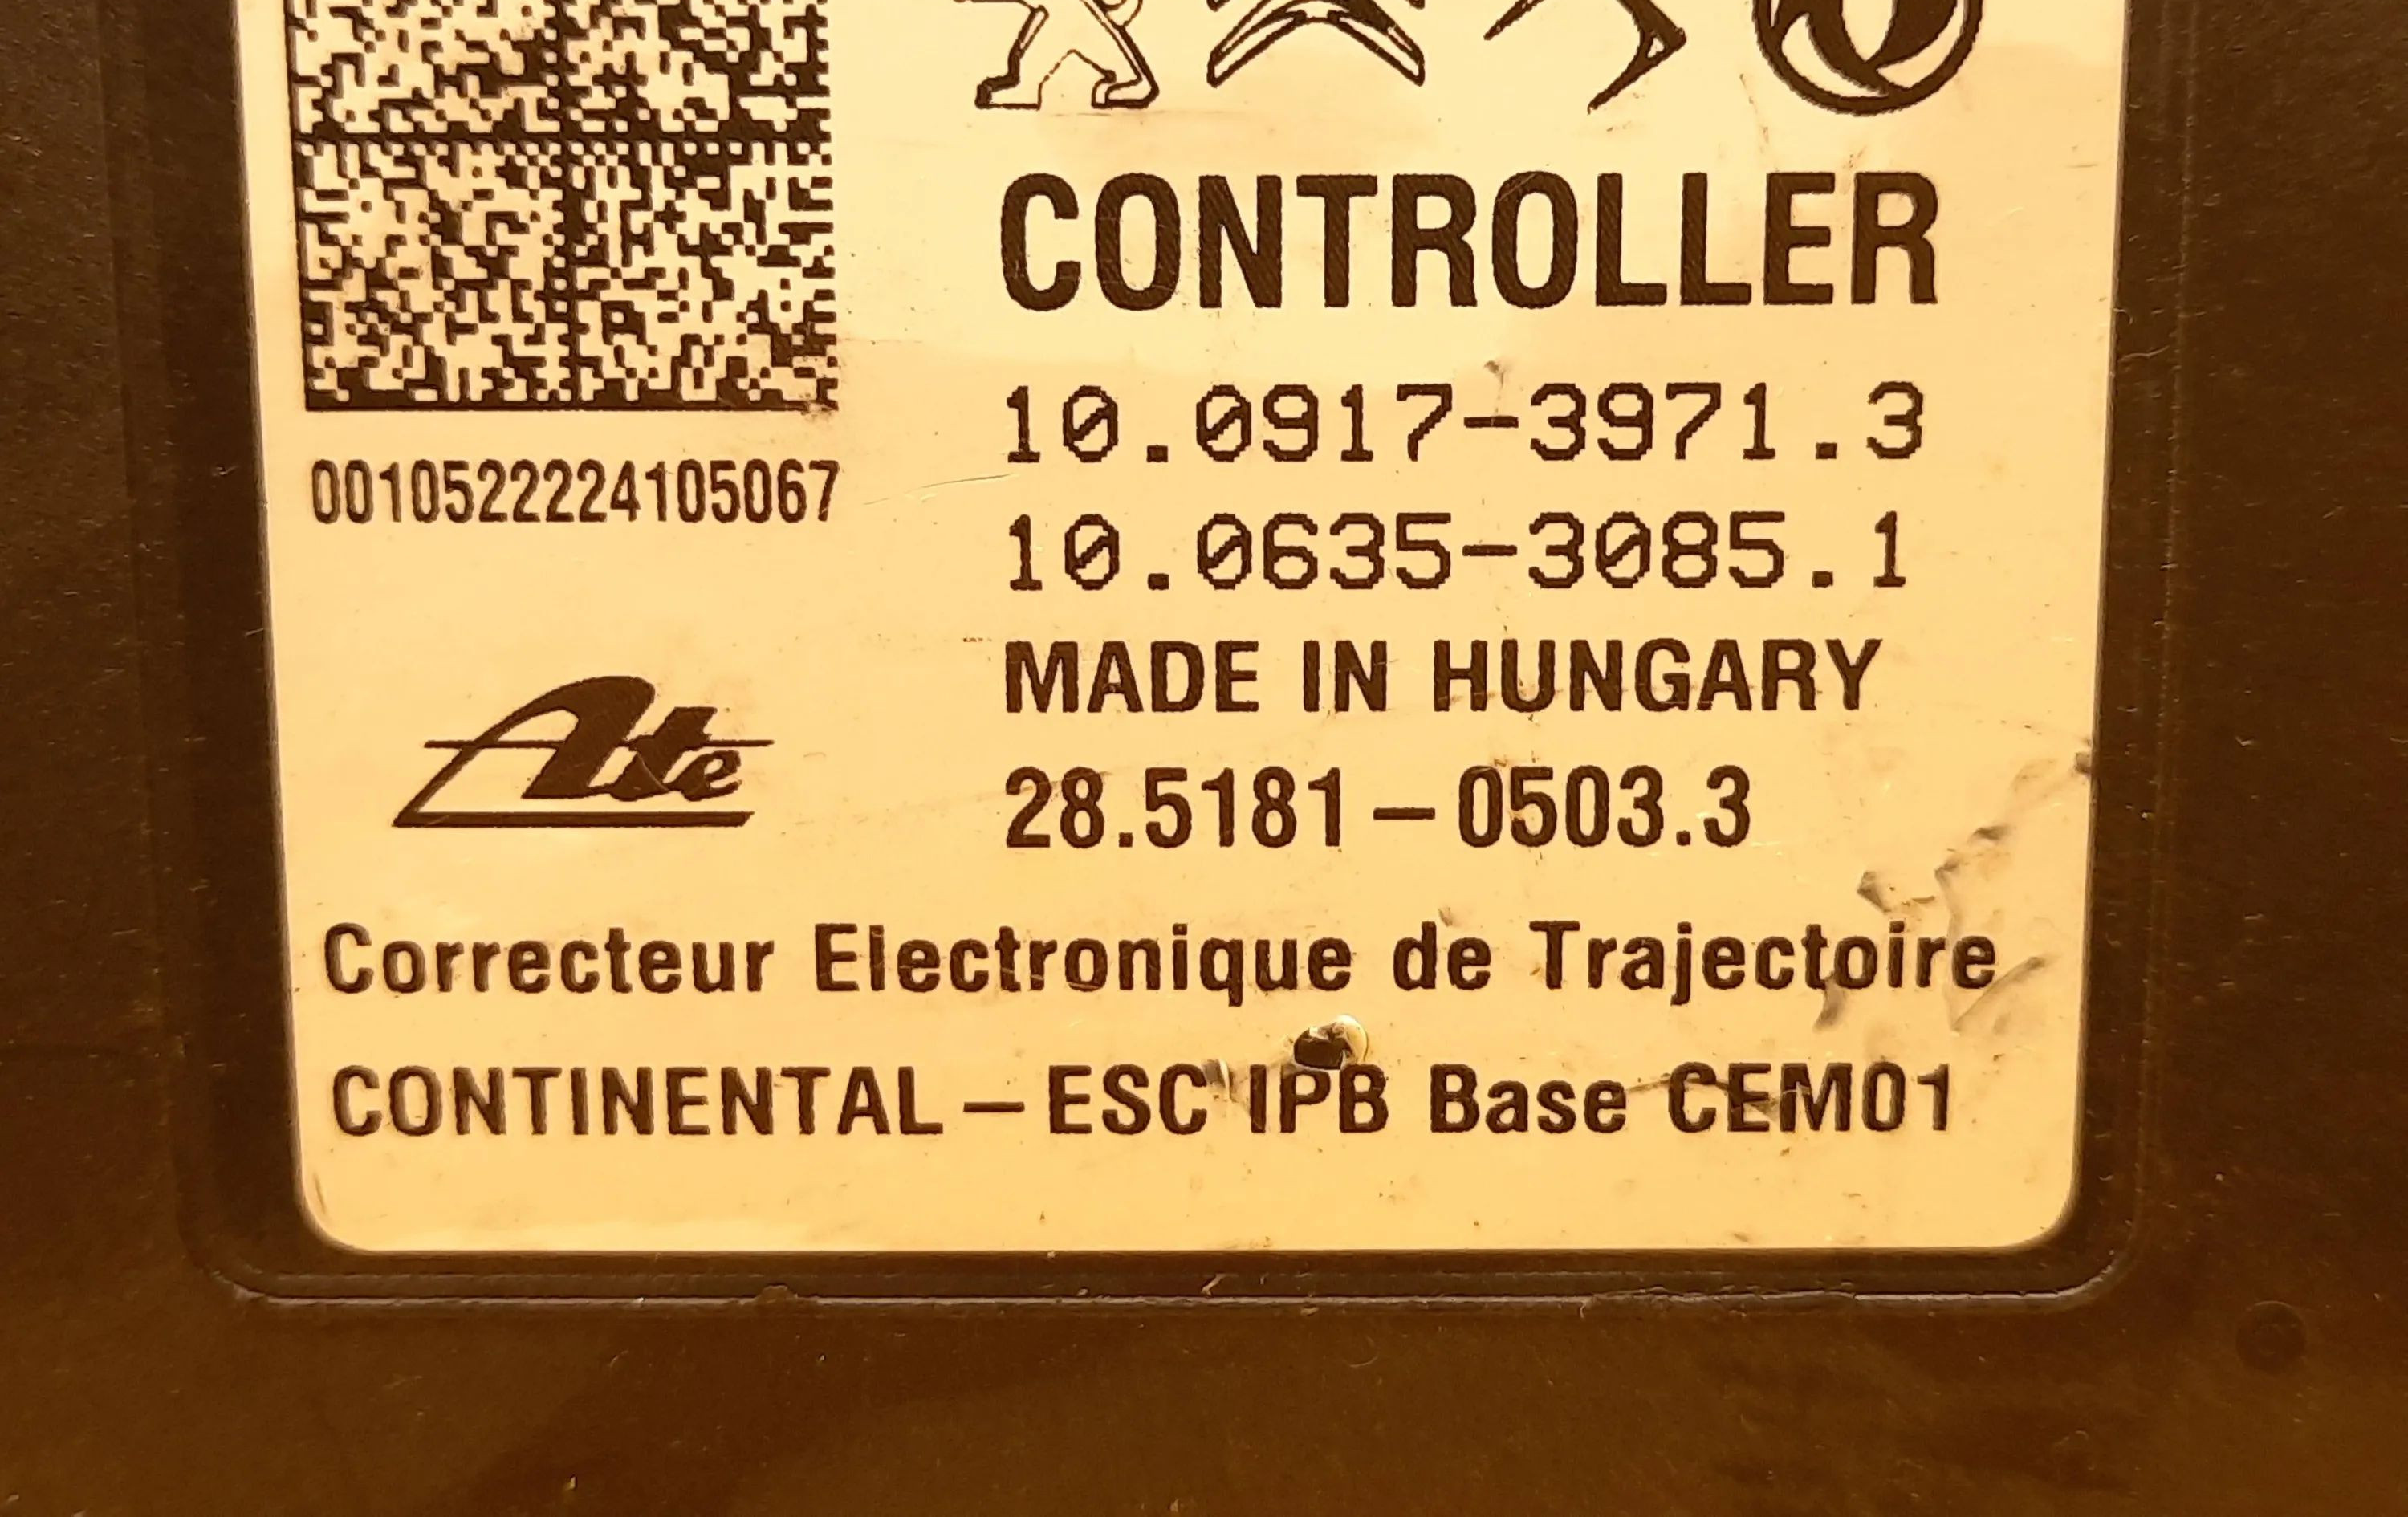 CONTROLLER
10.0917-3971.3
0010522224105067
10.0635-3085.1
MADE IN HUNGARY
Ate
28.5181-0503.3
Correcteur Electronique de Trajectoire
CONTINENTAL - ESC IPB Base CEM01